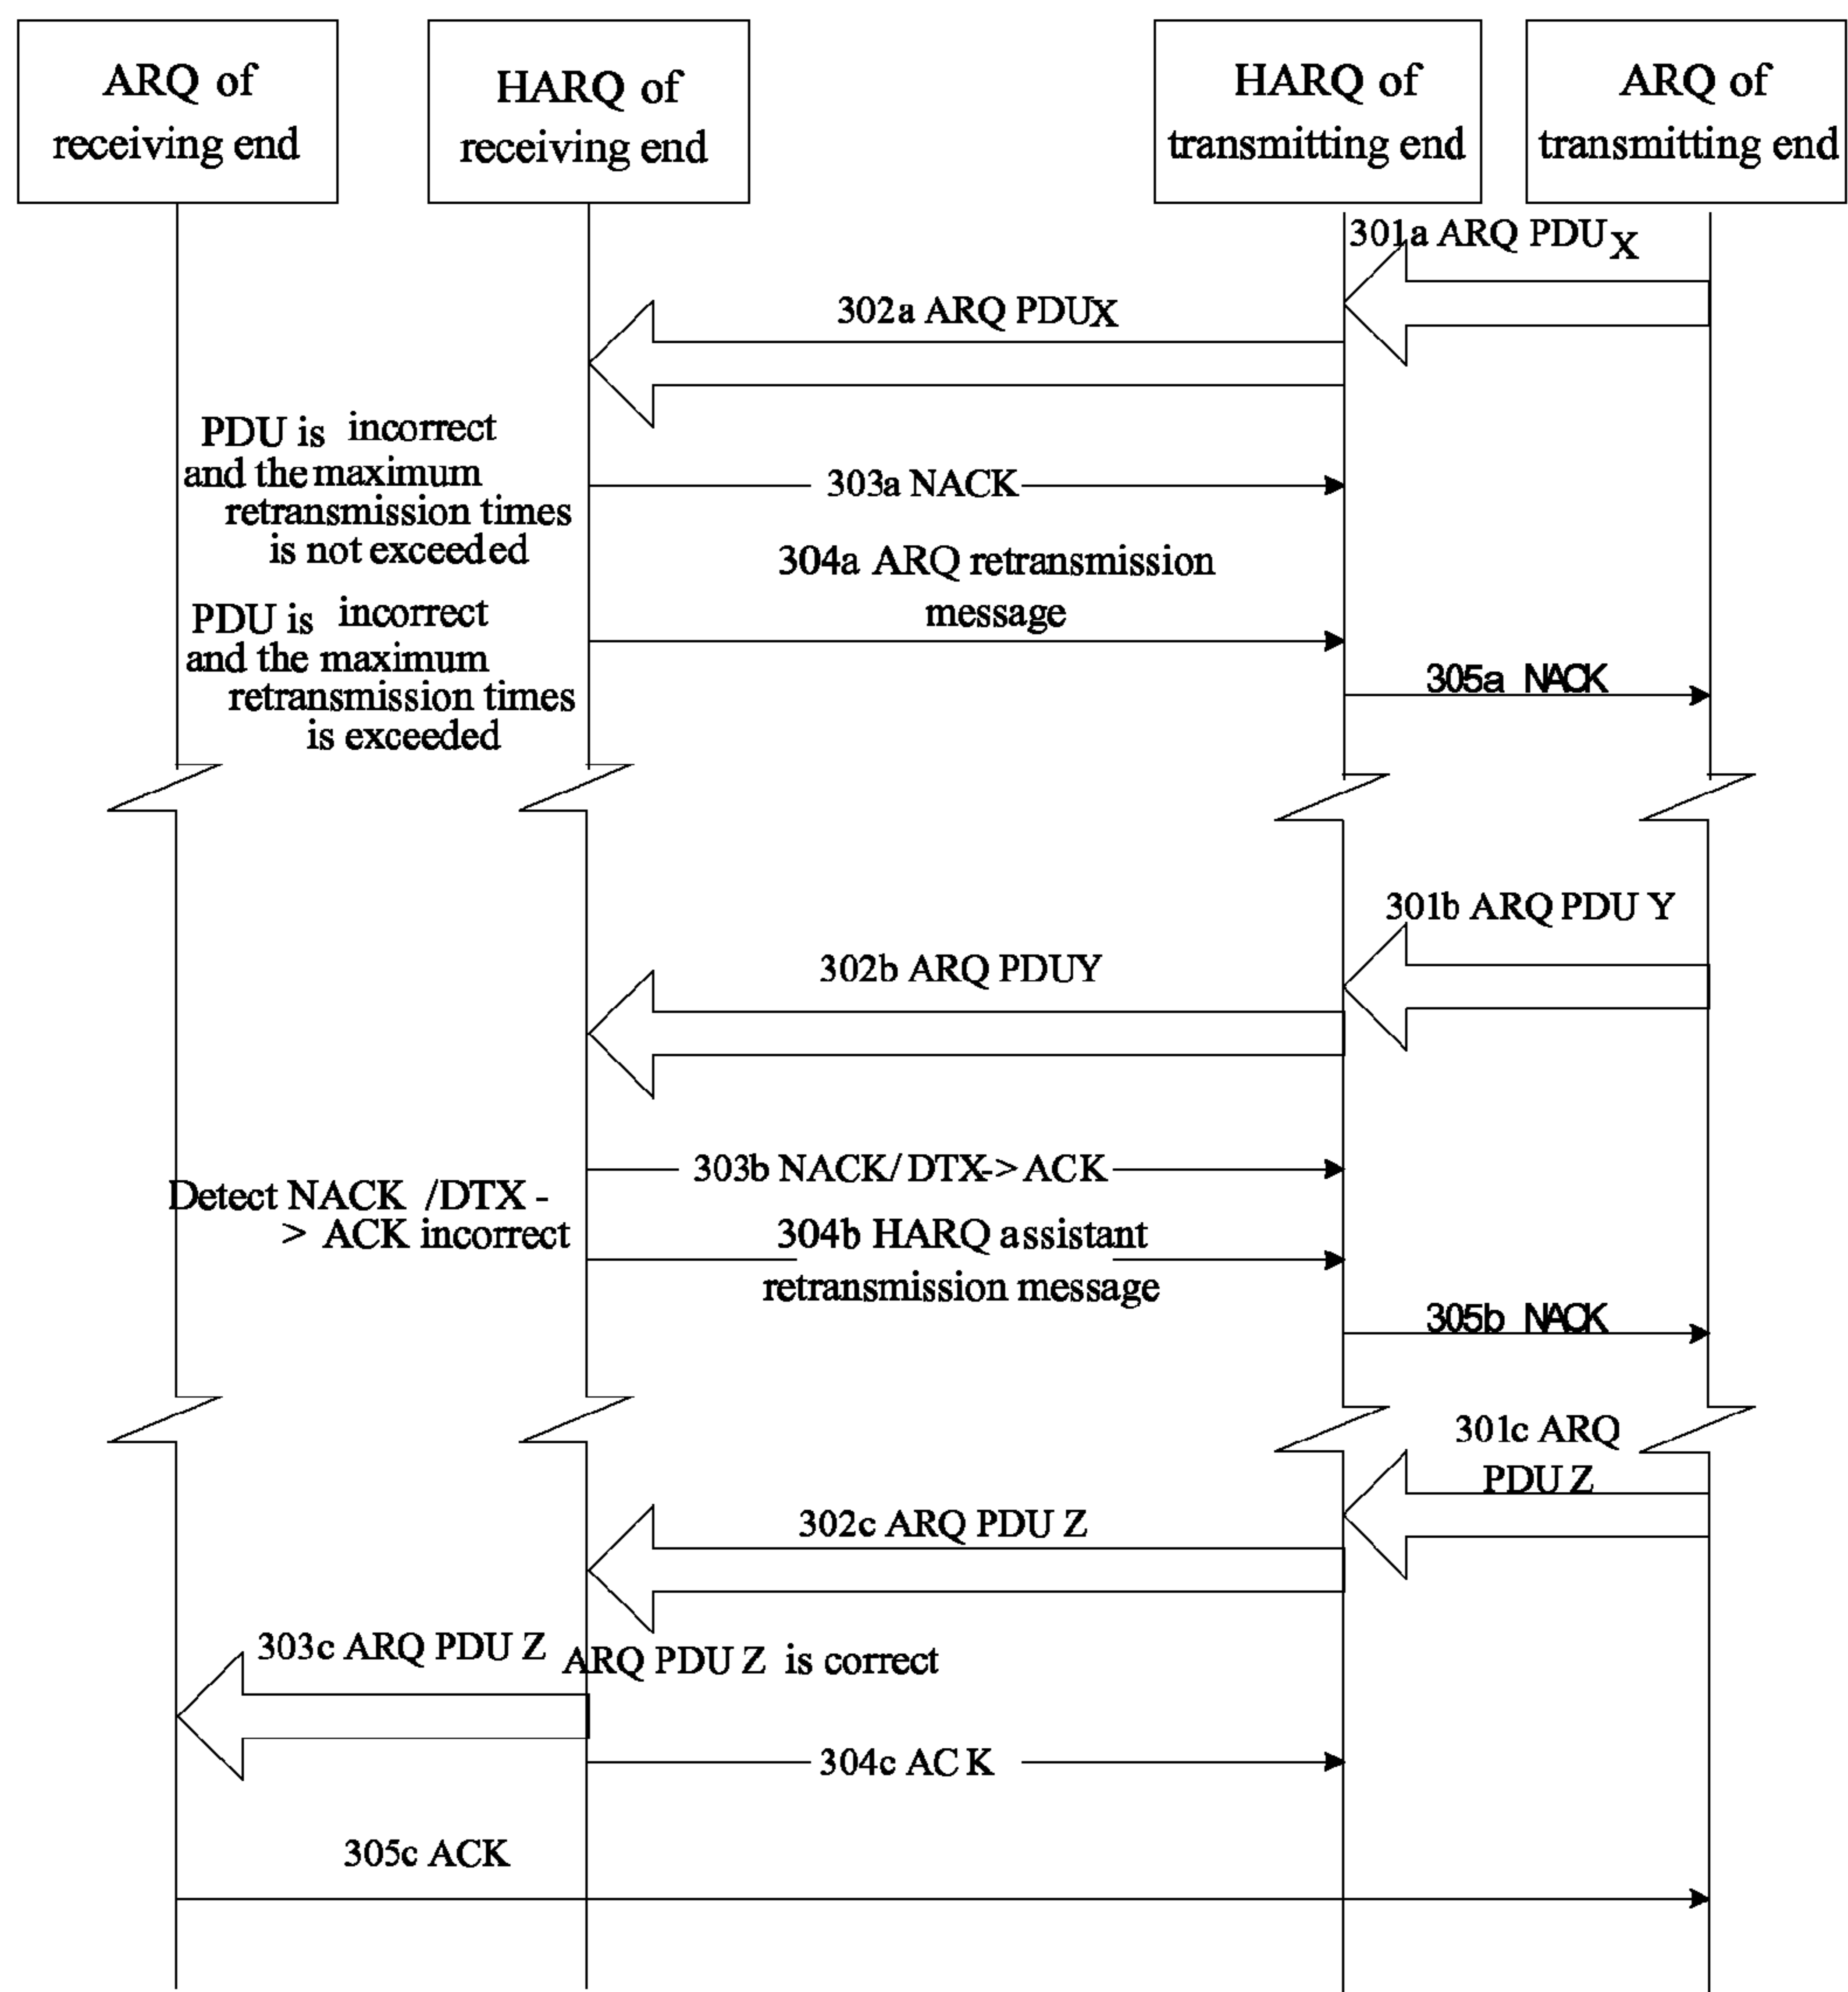 ARQ of
receiving end
HARQ of
receiving end
HARQ of
transmitting end
ARQ of
transmitting end
301a ARQ PDU X
302a ARQ PDUX
PDU is incorrect
and the maximum
retransmission times
is not exceeded
303a NACK
304a ARQ retransmission
message
PDU is incorrect
and the maximum
retransmission times
is exceeded
305a NACK
301b ARQ PDU Y
302b ARQ PDUY
303b NACK/ DTX-> ACK
Detect NACK /DTX -
> ACK incorrect
304b HARQ assistant
retransmission message
305b NACK
301c ARQ
PDU Z
302c ARQ PDU Z
303c ARQ PDU Z
ARQ PDU Z is correct
304c AC K
305c ACK